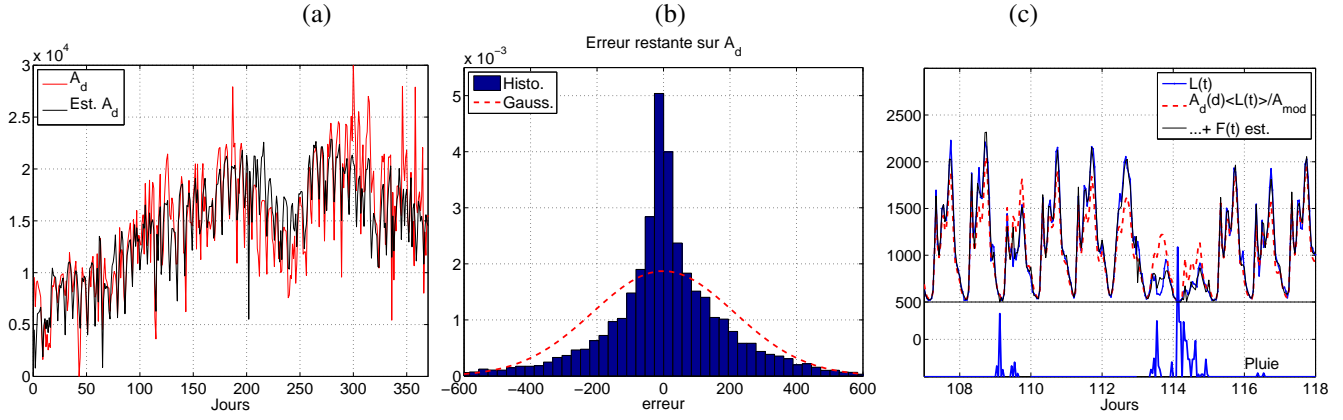 (a)
x 10^4
3
2.5
2
1.5
1
0.5
0
A_d
Est. A_d
0 50 100 150 200 250 300 350
Jours
(b)
Erreur restante sur A_d
x 10^-3
5
4
3
2
1
0
Histo.
Gauss.
−600 −400 −200 0 200 400 600
erreur
(c)
2500
2000
1500
1000
500
0
L(t)
A_d(d)<L(t)>/A_mod
...+ F(t) est.
Pluie
108 110 112 114 116 118
Jours